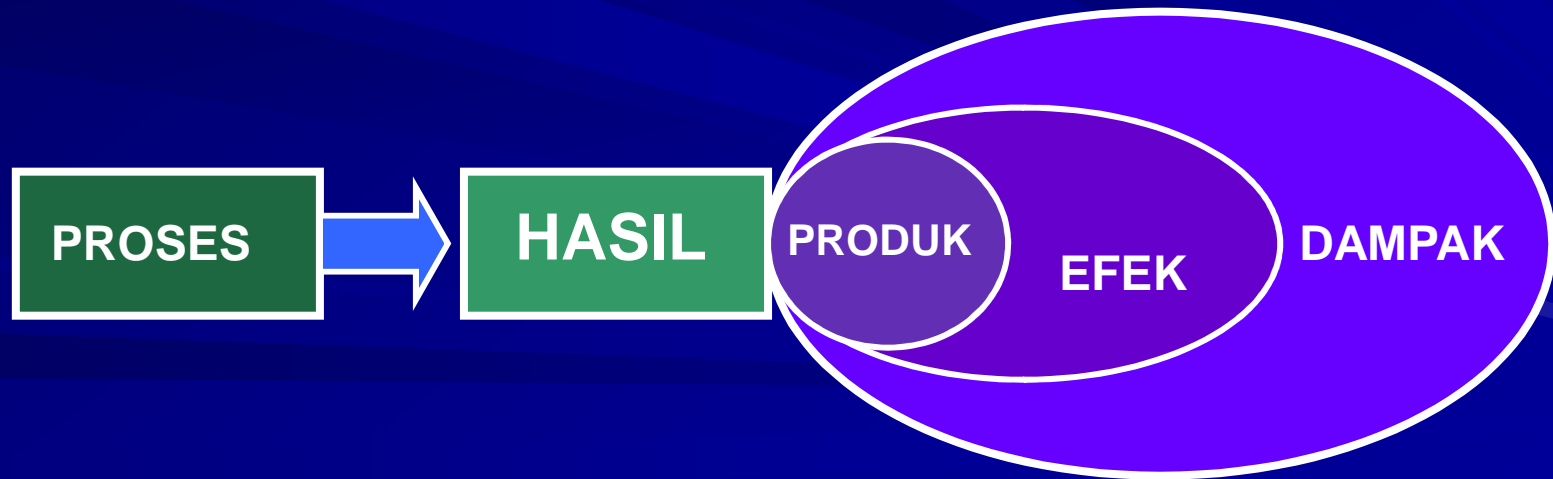 PROSES
HASIL
PRODUK
EFEK
DAMPAK